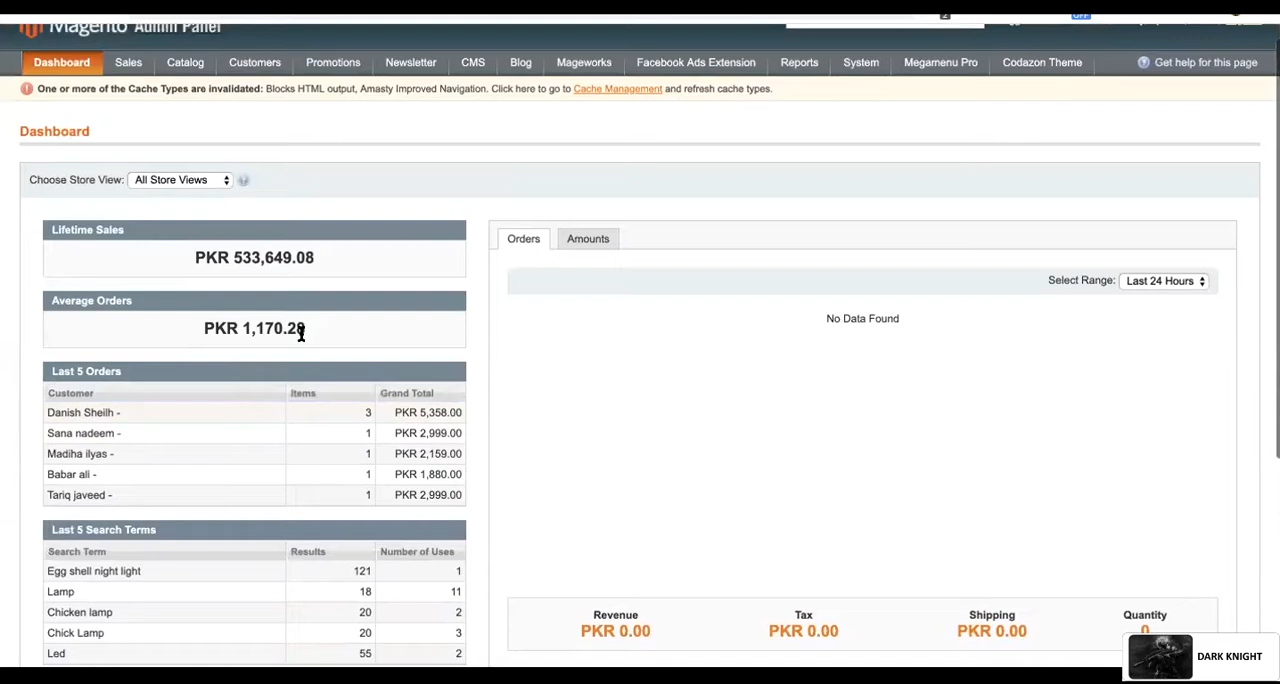 Magento Admin Panel
2
OFF
Dashboard Sales Catalog Customers Promotions Newsletter CMS Blog Mageworks Facebook Ads Extension Reports System Megamenu Pro Codazon Theme Get help for this page
One or more of the Cache Types are invalidated: Blocks HTML output, Amasty Improved Navigation. Click here to go to Cache Management and refresh cache types.
Dashboard
Choose Store View: All Store Views
Lifetime Sales
PKR 533,649.08
Average Orders
PKR 1,170.28
Last 5 Orders
Customer Items Grand Total
Danish Sheilh - 3 PKR 5,358.00
Sana nadeem - 1 PKR 2,999.00
Madiha ilyas - 1 PKR 2,159.00
Babar ali - 1 PKR 1,880.00
Tariq javeed - 1 PKR 2,999.00
Last 5 Search Terms
Search Term Results Number of Uses
Egg shell night light 121 1
Lamp 18 11
Chicken lamp 20 2
Chick Lamp 20 3
Led 55 2
Orders Amounts
Select Range: Last 24 Hours
No Data Found
Revenue Tax Shipping Quantity
PKR 0.00 PKR 0.00 PKR 0.00 0
DARK KNIGHT